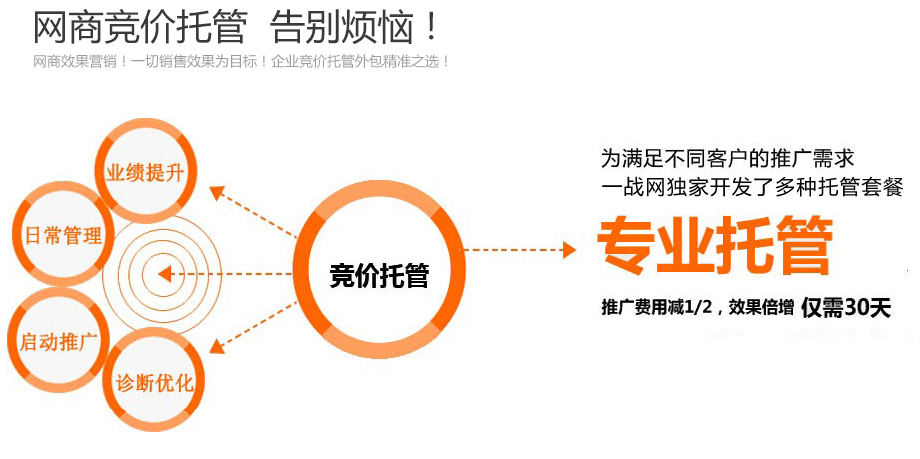 网商竞价托管 告别烦恼！
网商效果营销！一切销售效果为目标！企业竞价托管外包精准之选！
业绩提升
日常管理
启动推广
诊断优化
竞价托管
为满足不同客户的推广需求
一战网独家开发了多种托管套餐
专业托管
推广费用减1/2，效果倍增 仅需30天